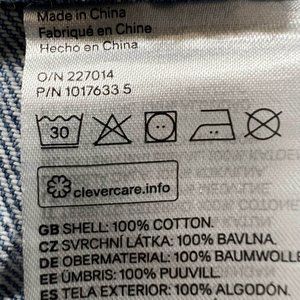 Made in China
Fabriqué en Chine
Hecho en China
O/N 227014
P/N 1017633 5
30
clevercare.info
GB SHELL: 100% COTTON.
CZ SVRCHNÍ LÁTKA: 100% BAVLNA.
DE OBERMATERIAL: 100% BAUMWOLLE
EE ÜMBRIS: 100% PUUVILL.
ES TELA EXTERIOR: 100% ALGODÓN.